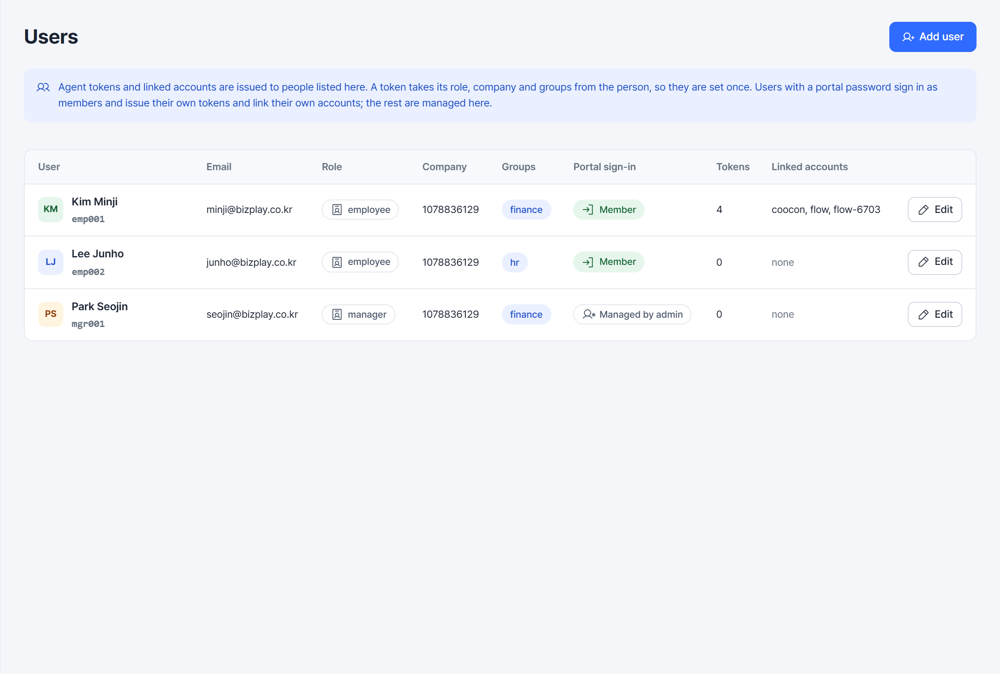 Users
Add user
Agent tokens and linked accounts are issued to people listed here. A token takes its role, company and groups from the person, so they are set once. Users with a portal password sign in as
members and issue their own tokens and link their own accounts; the rest are managed here.
User Email Role Company Groups Portal sign-in Tokens Linked accounts
KM Kim Minji emp001 minji@bizplay.co.kr employee 1078836129 finance Member 4 coocon, flow, flow-6703 Edit
LJ Lee Junho emp002 junho@bizplay.co.kr employee 1078836129 hr Member 0 none Edit
PS Park Seojin mgr001 seojin@bizplay.co.kr manager 1078836129 finance Managed by admin 0 none Edit